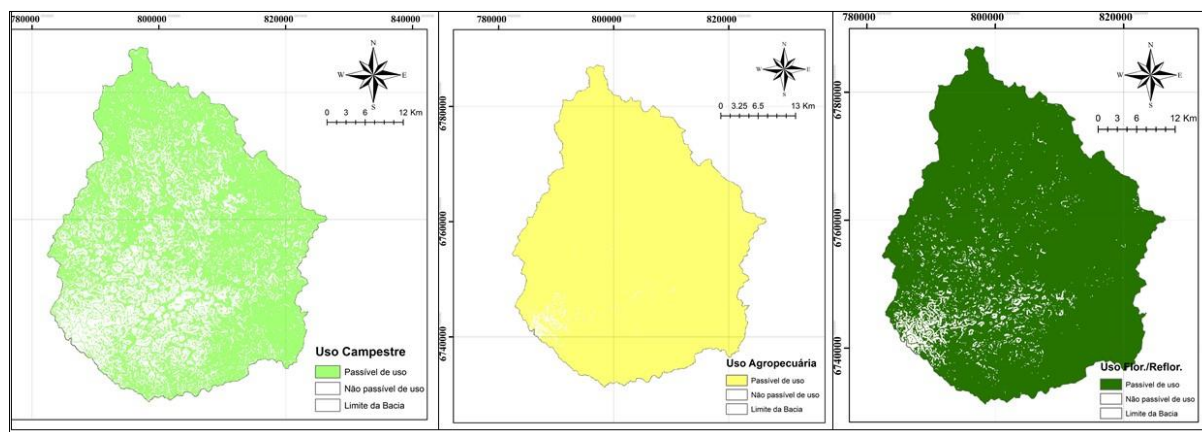 780000 800000 820000 840000
N
W E
S
0 3 6 12 Km
Uso Campestre
Passível de uso
Não passível de uso
Limite da Bacia
780000 800000 820000
6780000
6760000
6740000
N
W E
S
0 3.25 6.5 13 Km
Uso Agropecuária
Passível de uso
Não passível de uso
Limite da Bacia
780000 800000 820000
6780000
6760000
6740000
N
W E
S
0 3 6 12 Km
Uso Flor./Reflor.
Passível de uso
Não passível de uso
Limite da Bacia